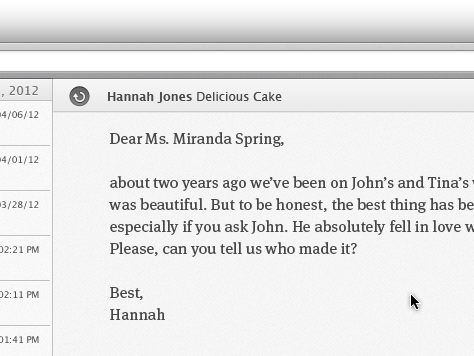 , 2012
04/06/12
04/01/12
03/28/12
02:21 PM
02:11 PM
01:41 PM
Hannah Jones Delicious Cake
Dear Ms. Miranda Spring,
about two years ago we've been on John's and Tina's
was beautiful. But to be honest, the best thing has be
especially if you ask John. He absolutely fell in love w
Please, can you tell us who made it?
Best,
Hannah